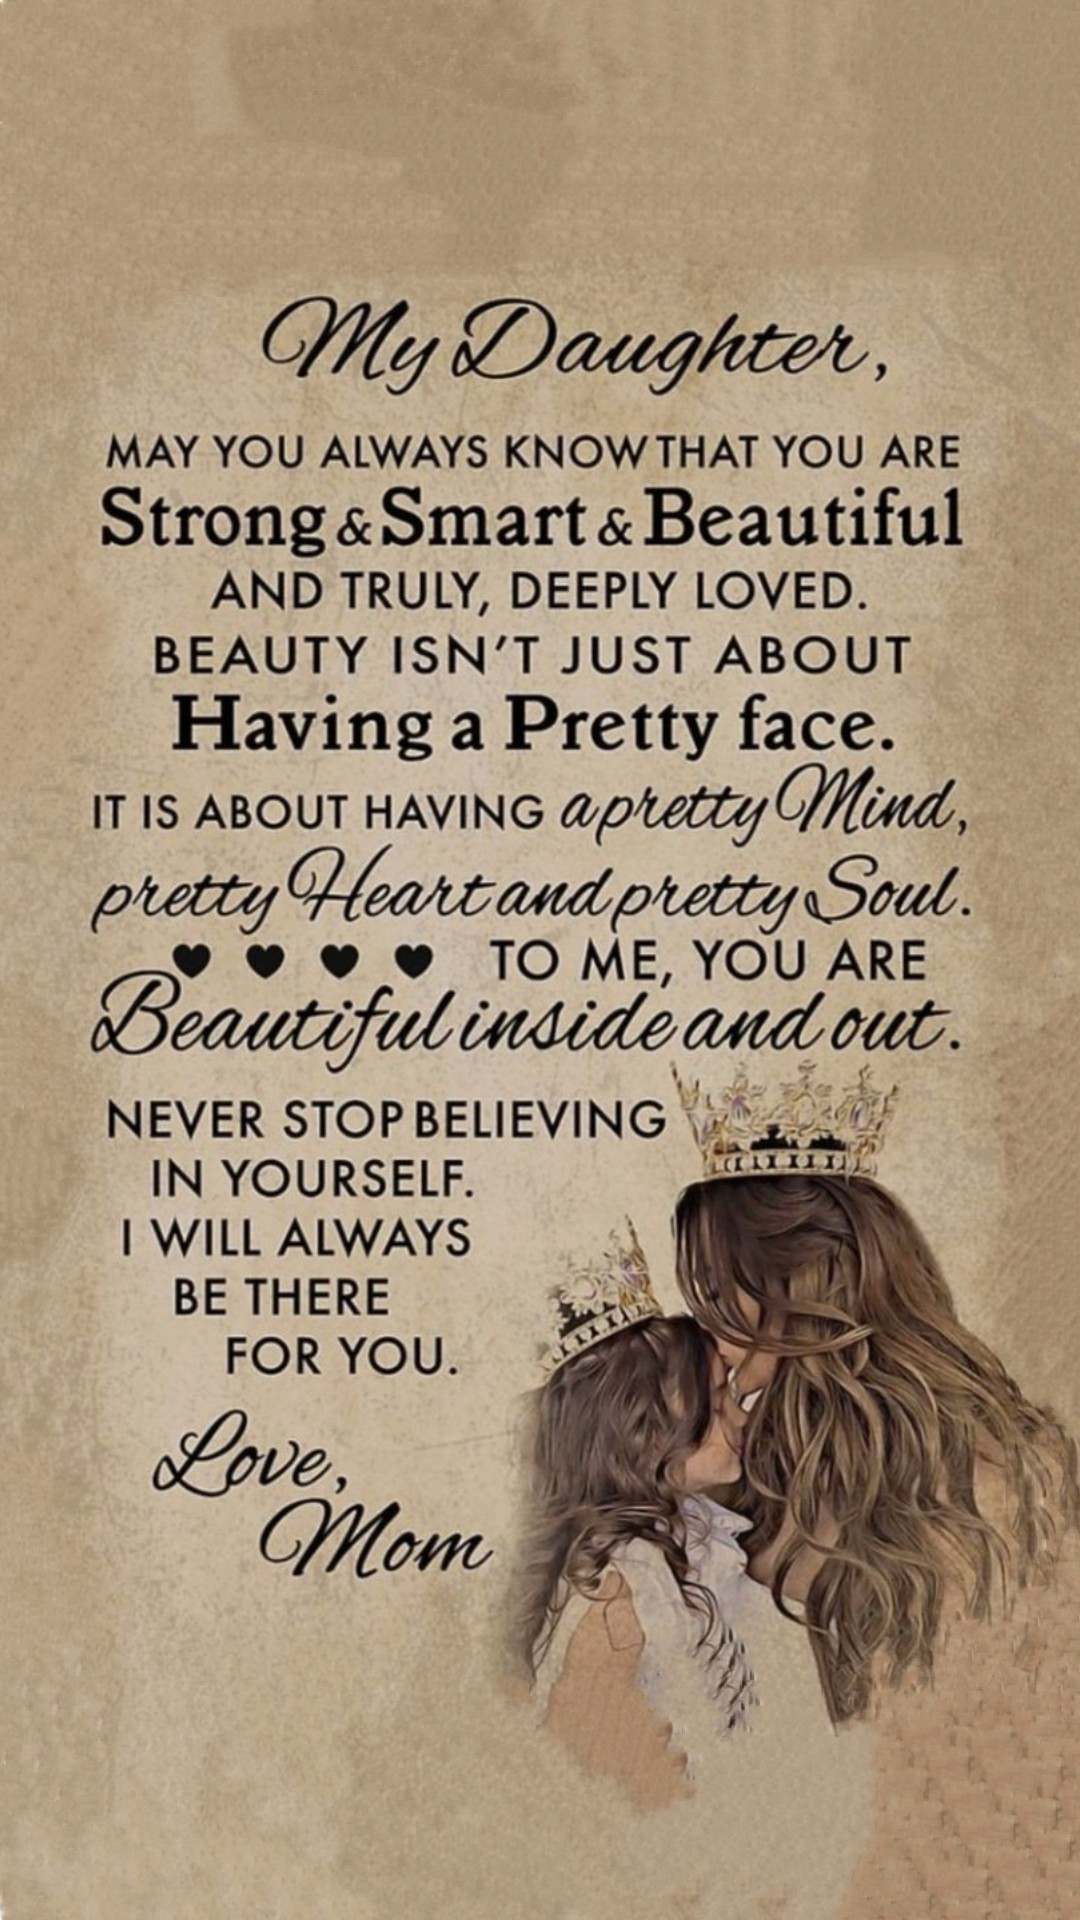 My Daughter,
MAY YOU ALWAYS KNOW THAT YOU ARE
Strong & Smart & Beautiful
AND TRULY, DEEPLY LOVED.
BEAUTY ISN'T JUST ABOUT
Having a Pretty face.
IT IS ABOUT HAVING a pretty Mind,
pretty Heart and pretty Soul.
♥ ♥ ♥ ♥ TO ME, YOU ARE
Beautiful inside and out.
NEVER STOP BELIEVING
IN YOURSELF.
I WILL ALWAYS
BE THERE
FOR YOU.
Love,
Mom